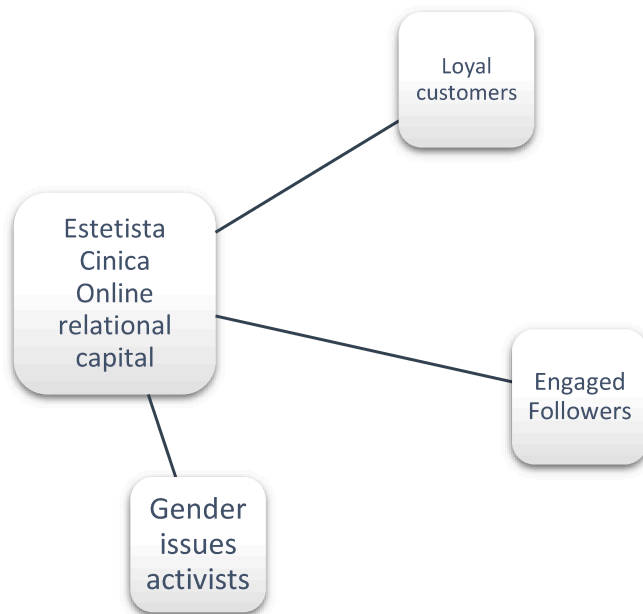 Loyal
customers
Estetista
Cinica
Online
relational
capital
Engaged
Followers
Gender
issues
activists